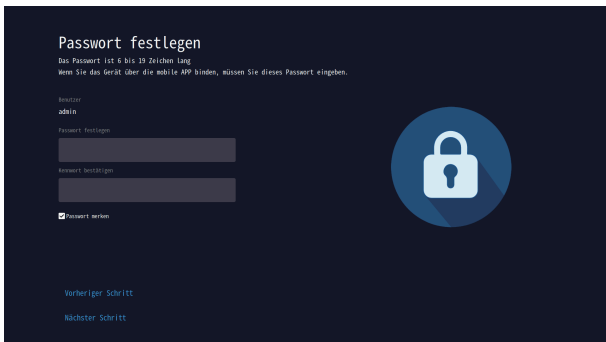 Passwort festlegen
Das Passwort ist 6 bis 19 Zeichen lang
Wenn Sie das Gerät über die mobile APP binden, müssen Sie dieses Passwort eingeben.
Benutzer
admin
Passwort festlegen
Kennwort bestätigen
Passwort merken
Vorheriger Schritt
Nächster Schritt